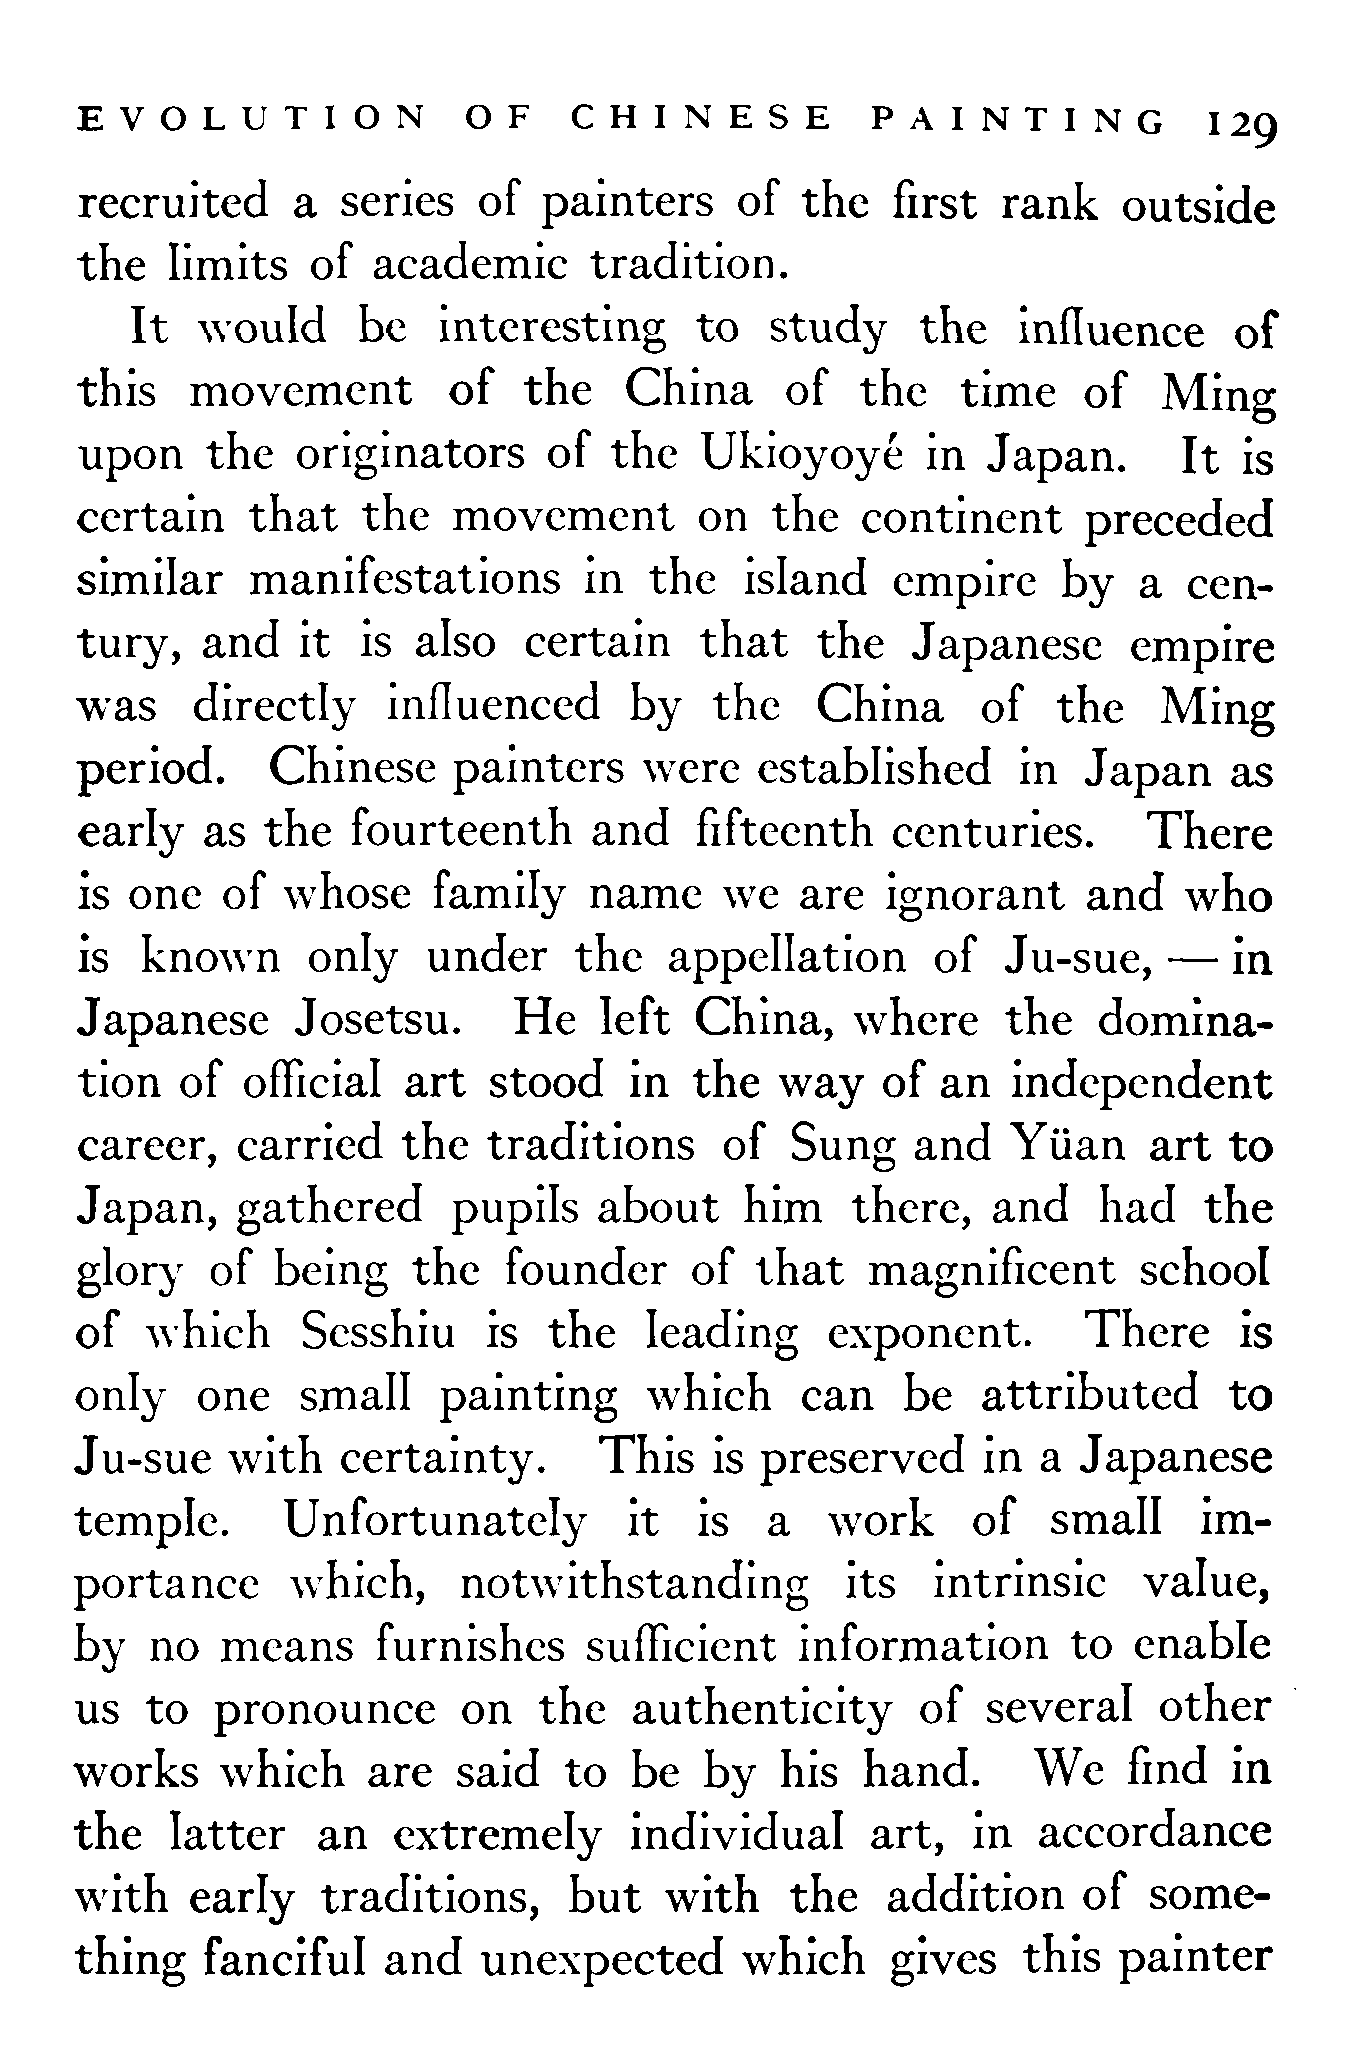 EVOLUTION OF CHINESE PAINTING 129
recruited a series of painters of the first rank outside
the limits of academic tradition.
It would be interesting to study the influence of
this movement of the China of the time of Ming
upon the originators of the Ukioyoyé in Japan. It is
certain that the movement on the continent preceded
similar manifestations in the island empire by a cen-
tury, and it is also certain that the Japanese empire
was directly influenced by the China of the Ming
period. Chinese painters were established in Japan as
early as the fourteenth and fifteenth centuries. There
is one of whose family name we are ignorant and who
is known only under the appellation of Ju-sue, — in
Japanese Josetsu. He left China, where the domina-
tion of official art stood in the way of an independent
career, carried the traditions of Sung and Yüan art to
Japan, gathered pupils about him there, and had the
glory of being the founder of that magnificent school
of which Sesshiu is the leading exponent. There is
only one small painting which can be attributed to
Ju-sue with certainty. This is preserved in a Japanese
temple. Unfortunately it is a work of small im-
portance which, notwithstanding its intrinsic value,
by no means furnishes sufficient information to enable
us to pronounce on the authenticity of several other
works which are said to be by his hand. We find in
the latter an extremely individual art, in accordance
with early traditions, but with the addition of some-
thing fanciful and unexpected which gives this painter